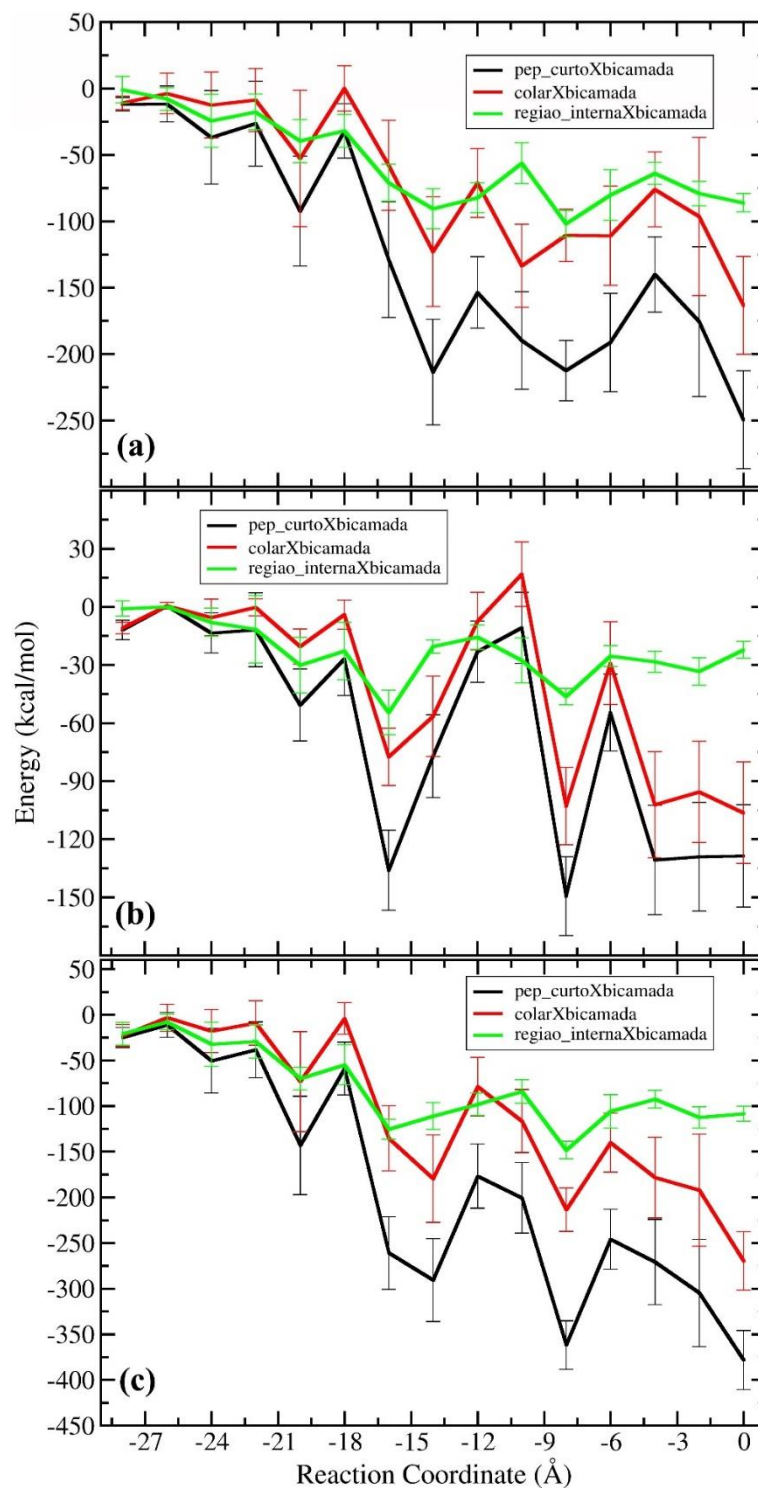 50
0
-50
-100
-150
-200
-250
pep_curtoXbicamada
colarXbicamada
regiao_internaXbicamada
(a)
30
0
-30
-60
-90
-120
-150
pep_curtoXbicamada
colarXbicamada
regiao_internaXbicamada
(b)
Energy (kcal/mol)
50
0
-50
-100
-150
-200
-250
-300
-350
-400
-450
pep_curtoXbicamada
colarXbicamada
regiao_internaXbicamada
(c)
-27 -24 -21 -18 -15 -12 -9 -6 -3 0
Reaction Coordinate (Å)